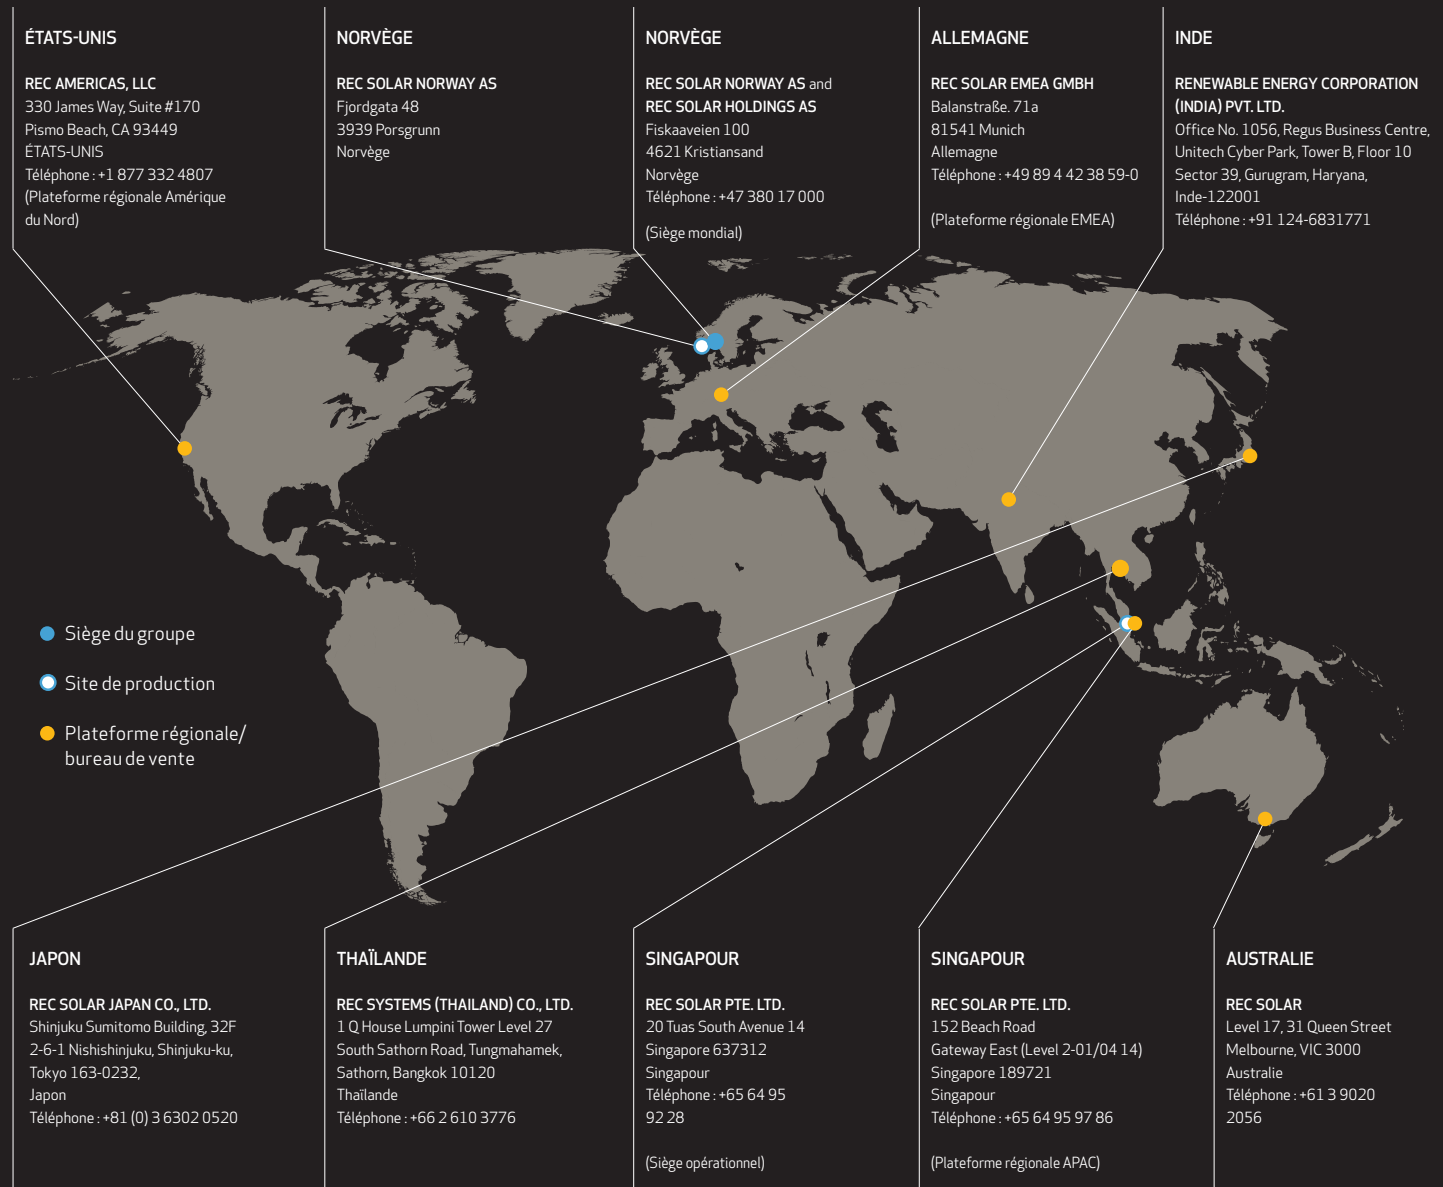 ÉTATS-UNIS
REC AMERICAS, LLC
330 James Way, Suite #170
Pismo Beach, CA 93449
ÉTATS-UNIS
Téléphone : +1 877 332 4807
(Plateforme régionale Amérique
du Nord)
NORVÈGE
REC SOLAR NORWAY AS
Fjordgata 48
3939 Porsgrunn
Norvège
NORVÈGE
REC SOLAR NORWAY AS and
REC SOLAR HOLDINGS AS
Fiskaaveien 100
4621 Kristiansand
Norvège
Téléphone : +47 380 17 000
(Siège mondial)
ALLEMAGNE
REC SOLAR EMEA GMBH
Balanstraße. 71a
81541 Munich
Allemagne
Téléphone : +49 89 4 42 38 59-0
(Plateforme régionale EMEA)
INDE
RENEWABLE ENERGY CORPORATION
(INDIA) PVT. LTD.
Office No. 1056, Regus Business Centre,
Unitech Cyber Park, Tower B, Floor 10
Sector 39, Gurugram, Haryana,
Inde-122001
Téléphone : +91 124-6831771
Siège du groupe
Site de production
Plateforme régionale/
bureau de vente
JAPON
REC SOLAR JAPAN CO., LTD.
Shinjuku Sumitomo Building, 32F
2-6-1 Nishishinjuku, Shinjuku-ku,
Tokyo 163-0232,
Japon
Téléphone : +81 (0) 3 6302 0520
THAÏLANDE
REC SYSTEMS (THAILAND) CO., LTD.
1 Q House Lumpini Tower Level 27
South Sathorn Road, Tungmahamek,
Sathorn, Bangkok 10120
Thaïlande
Téléphone : +66 2 610 3776
SINGAPOUR
REC SOLAR PTE. LTD.
20 Tuas South Avenue 14
Singapore 637312
Singapour
Téléphone : +65 64 95
92 28
(Siège opérationnel)
SINGAPOUR
REC SOLAR PTE. LTD.
152 Beach Road
Gateway East (Level 2-01/04 14)
Singapore 189721
Singapour
Téléphone : +65 64 95 97 86
(Plateforme régionale APAC)
AUSTRALIE
REC SOLAR
Level 17, 31 Queen Street
Melbourne, VIC 3000
Australie
Téléphone : +61 3 9020
2056